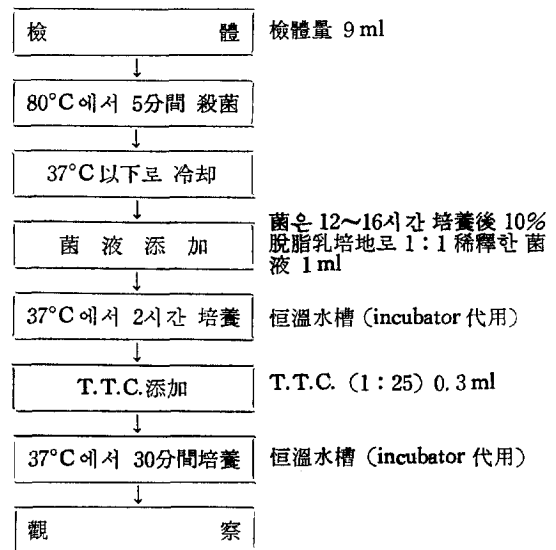 檢 體 檢體量 9 ml
↓
80°C에서 5分間 殺菌
↓
37°C以下로 冷却
↓
菌 液 添 加 菌은 12～16시간 培養後 10%
脫脂乳培地로 1：1 稀釋한 菌
液 1 ml
↓
37°C에서 2시간 培養 恒溫水槽 (incubator 代用)
↓
T.T.C.添加 T.T.C. (1：25) 0.3 ml
↓
37°C에서 30分間培養 恒溫水槽 (incubator 代用)
↓
觀 察